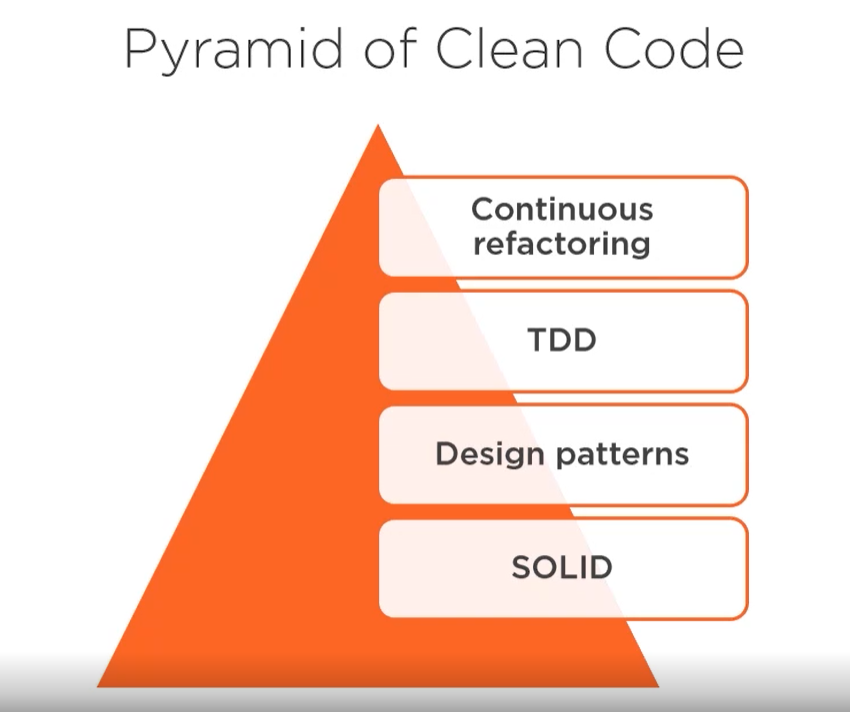 Pyramid of Clean Code
Continuous
refactoring
TDD
Design patterns
SOLID